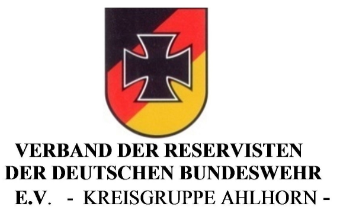 VERBAND DER RESERVISTEN
DER DEUTSCHEN BUNDESWEHR
E.V. - KREISGRUPPE AHLHORN -